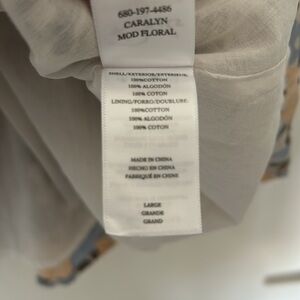 680-197-4486
CARALYN
MOD FLORAL
SHELL/EXTERIOR/EXTERIEUR
100%COTTON
100% ALGODÓN
100% COTON
LINING/FORRO/DOUBLURE
100%COTTON
100% ALGODÓN
100% COTON
MADE IN CHINA
HECHO EN CHINA
FABRIQUÉ EN CHINE
LARGE
GRANDE
GRAND